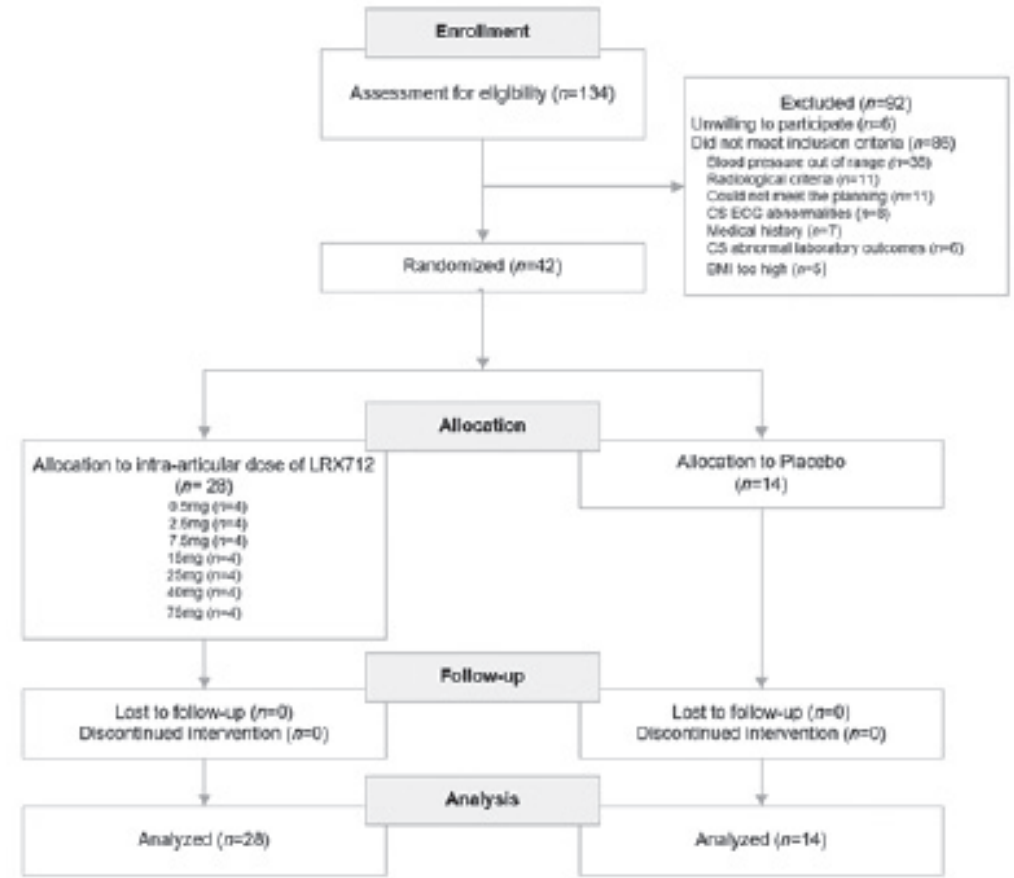 Enrollment
Assessment for eligibility (n=134)
Excluded (n=92)
Unwilling to participate (n=6)
Did not meet inclusion criteria (n=86)
Blood pressure out of range (n=38)
Radiological criteria (n=11)
Could not meet the planning (n=11)
CS ECG abnormalities (n=8)
Medical history (n=7)
CS abnormal laboratory outcomes (n=6)
BMI too high (n=5)
Randomized (n=42)
Allocation
Allocation to intra-articular dose of LRX712
(n= 28)
0.5mg (n=4)
2.5mg (n=4)
7.5mg (n=4)
15mg (n=4)
25mg (n=4)
40mg (n=4)
75mg (n=4)
Allocation to Placebo
(n=14)
Follow-up
Lost to follow-up (n=0)
Discontinued intervention (n=0)
Lost to follow-up (n=0)
Discontinued intervention (n=0)
Analysis
Analyzed (n=28)
Analyzed (n=14)